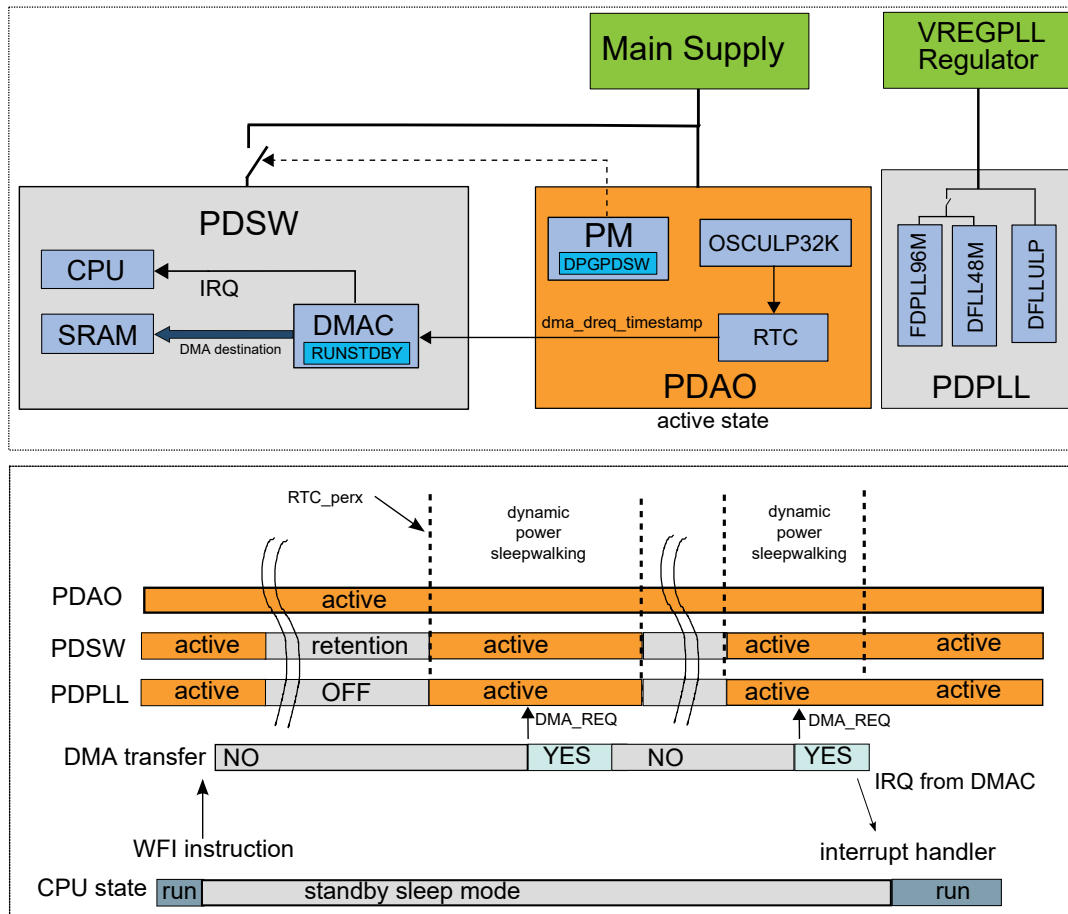 Main Supply
VREGPLL
Regulator
PDSW
CPU
IRQ
SRAM
DMA destination
DMAC
RUNSTDBY
dma_dreq_timestamp
PM
DPGPDSW
OSCULP32K
RTC
PDAO
active state
FDPLL96M
DFLL48M
DFLLULP
PDPLL
RTC_perx
dynamic
power
sleepwalking
dynamic
power
sleepwalking
PDAO
active
PDSW
active
retention
active
active
active
PDPLL
active
OFF
active
active
active
DMA_REQ
DMA_REQ
DMA transfer
NO
YES
NO
YES
IRQ from DMAC
WFI instruction
interrupt handler
CPU state
run
standby sleep mode
run